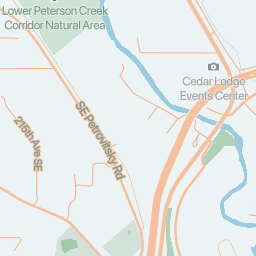 Lower Peterson Creek
Corridor Natural Area
Cedar Lodge
Events Center
SE Petrovitsky Rd
216th Ave SE